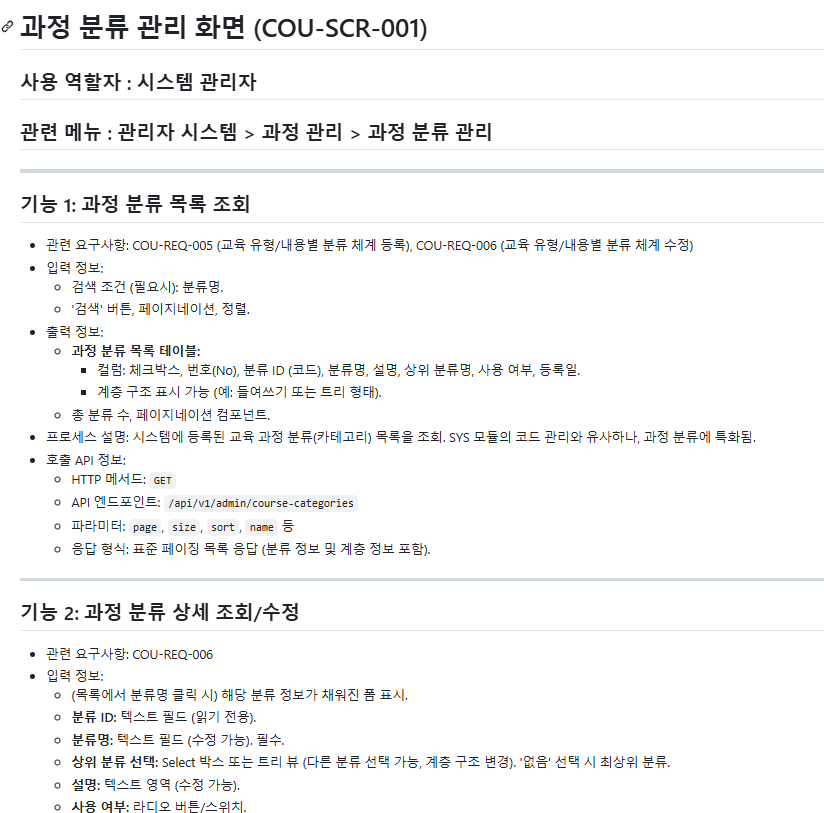 과정 분류 관리 화면 (COU-SCR-001)
사용 역할자 : 시스템 관리자
관련 메뉴 : 관리자 시스템 > 과정 관리 > 과정 분류 관리
기능 1: 과정 분류 목록 조회
관련 요구사항: COU-REQ-005 (교육 유형/내용별 분류 체계 등록), COU-REQ-006 (교육 유형/내용별 분류 체계 수정)
입력 정보:
검색 조건 (필요시): 분류명.
'검색' 버튼, 페이지네이션, 정렬.
출력 정보:
과정 분류 목록 테이블:
컬럼: 체크박스, 번호(No), 분류 ID (코드), 분류명, 설명, 상위 분류명, 사용 여부, 등록일.
계층 구조 표시 가능 (예: 들여쓰기 또는 트리 형태).
총 분류 수, 페이지네이션 컴포넌트.
프로세스 설명: 시스템에 등록된 교육 과정 분류(카테고리) 목록을 조회. SYS 모듈의 코드 관리와 유사하나, 과정 분류에 특화됨.
호출 API 정보:
HTTP 메서드: GET
API 엔드포인트: /api/v1/admin/course-categories
파라미터: page, size, sort, name 등
응답 형식: 표준 페이징 목록 응답 (분류 정보 및 계층 정보 포함).
기능 2: 과정 분류 상세 조회/수정
관련 요구사항: COU-REQ-006
입력 정보:
(목록에서 분류명 클릭 시) 해당 분류 정보가 채워진 폼 표시.
분류 ID: 텍스트 필드 (읽기 전용).
분류명: 텍스트 필드 (수정 가능). 필수.
상위 분류 선택: Select 박스 또는 트리 뷰 (다른 분류 선택 가능, 계층 구조 변경). '없음' 선택 시 최상위 분류.
설명: 텍스트 영역 (수정 가능).
사용 여부: 라디오 버튼/스위치.